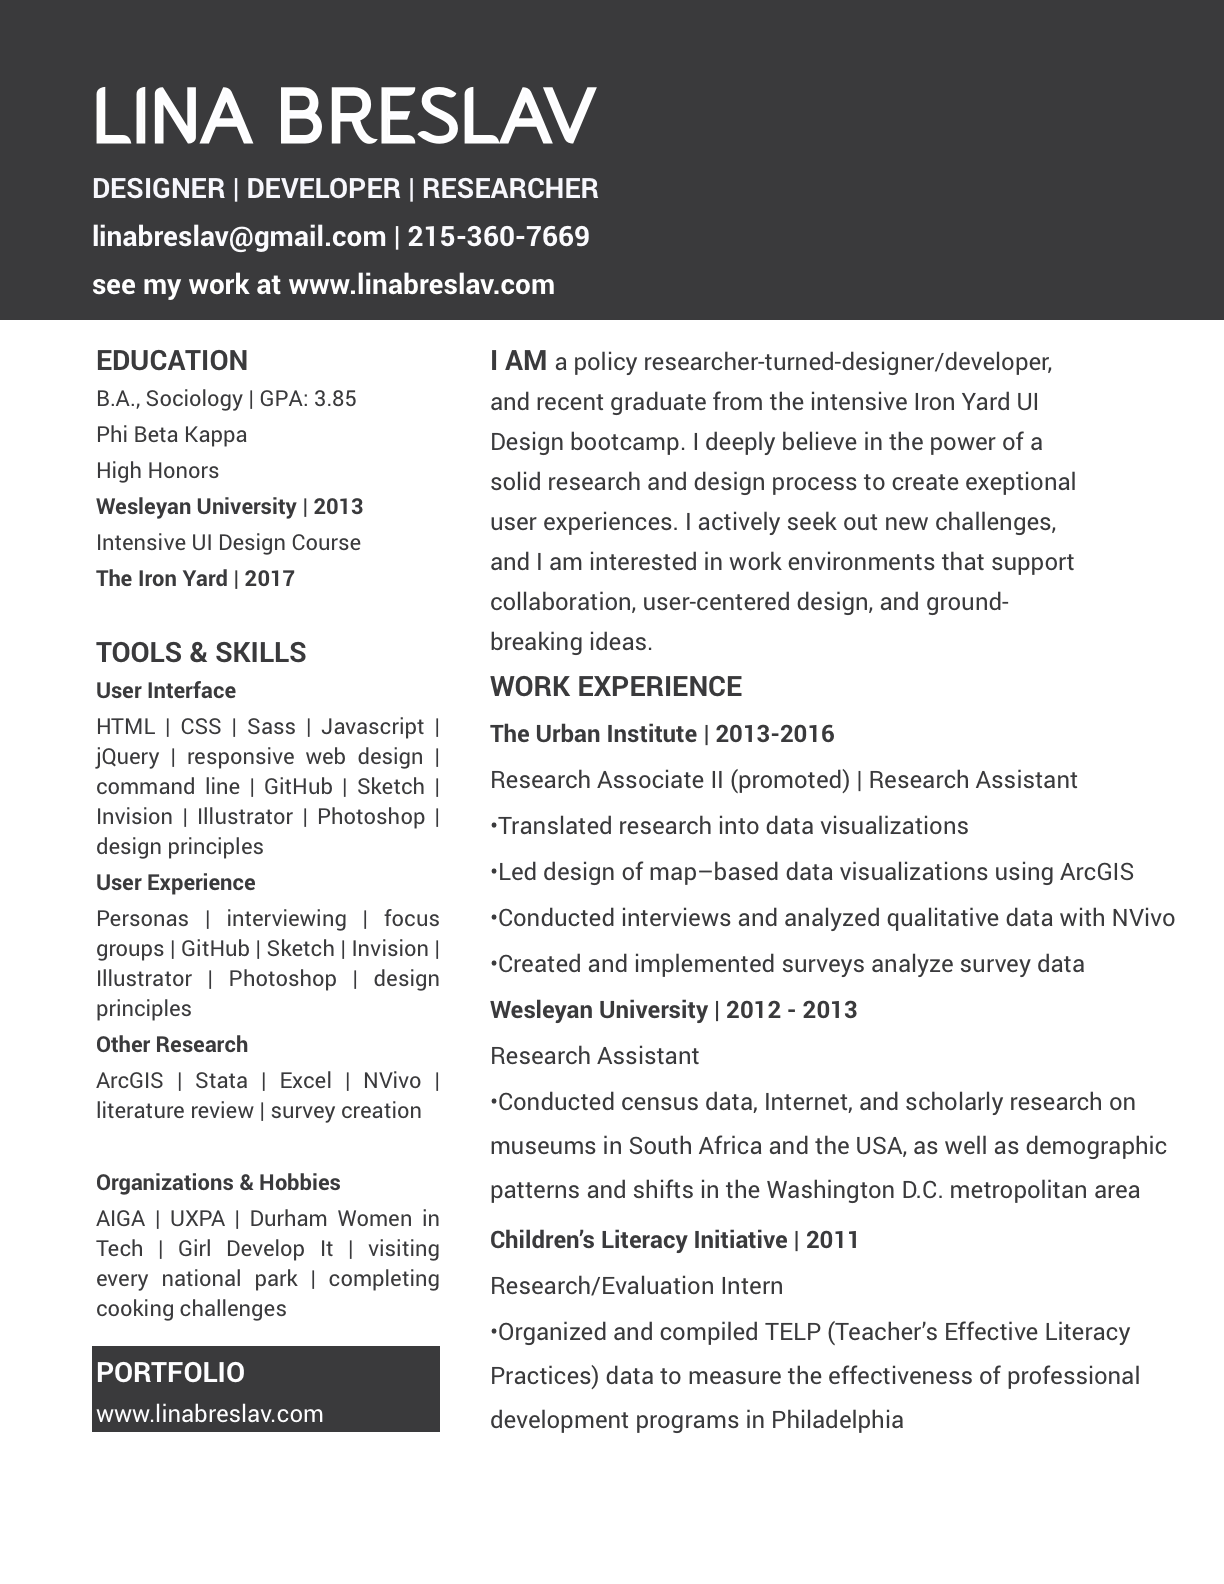 LINA BRESLAV
DESIGNER | DEVELOPER | RESEARCHER
linabreslav@gmail.com | 215-360-7669
see my work at www.linabreslav.com
EDUCATION
B.A., Sociology | GPA: 3.85
Phi Beta Kappa
High Honors
Wesleyan University | 2013
Intensive UI Design Course
The Iron Yard | 2017
TOOLS & SKILLS
User Interface
HTML | CSS | Sass | Javascript |
jQuery | responsive web design |
command line | GitHub | Sketch |
Invision | Illustrator | Photoshop |
design principles
User Experience
Personas | interviewing | focus
groups | GitHub | Sketch | Invision |
Illustrator | Photoshop | design
principles
Other Research
ArcGIS | Stata | Excel | NVivo |
literature review | survey creation
Organizations & Hobbies
AIGA | UXPA | Durham Women in
Tech | Girl Develop It | visiting
every national park | completing
cooking challenges
PORTFOLIO
www.linabreslav.com
I AM a policy researcher-turned-designer/developer,
and recent graduate from the intensive Iron Yard UI
Design bootcamp. I deeply believe in the power of a
solid research and design process to create exeptional
user experiences. I actively seek out new challenges,
and I am interested in work environments that support
collaboration, user-centered design, and ground-
breaking ideas.
WORK EXPERIENCE
The Urban Institute | 2013-2016
Research Associate II (promoted) | Research Assistant
•Translated research into data visualizations
•Led design of map–based data visualizations using ArcGIS
•Conducted interviews and analyzed qualitative data with NVivo
•Created and implemented surveys analyze survey data
Wesleyan University | 2012 - 2013
Research Assistant
•Conducted census data, Internet, and scholarly research on
museums in South Africa and the USA, as well as demographic
patterns and shifts in the Washington D.C. metropolitan area
Children’s Literacy Initiative | 2011
Research/Evaluation Intern
•Organized and compiled TELP (Teacher’s Effective Literacy
Practices) data to measure the effectiveness of professional
development programs in Philadelphia